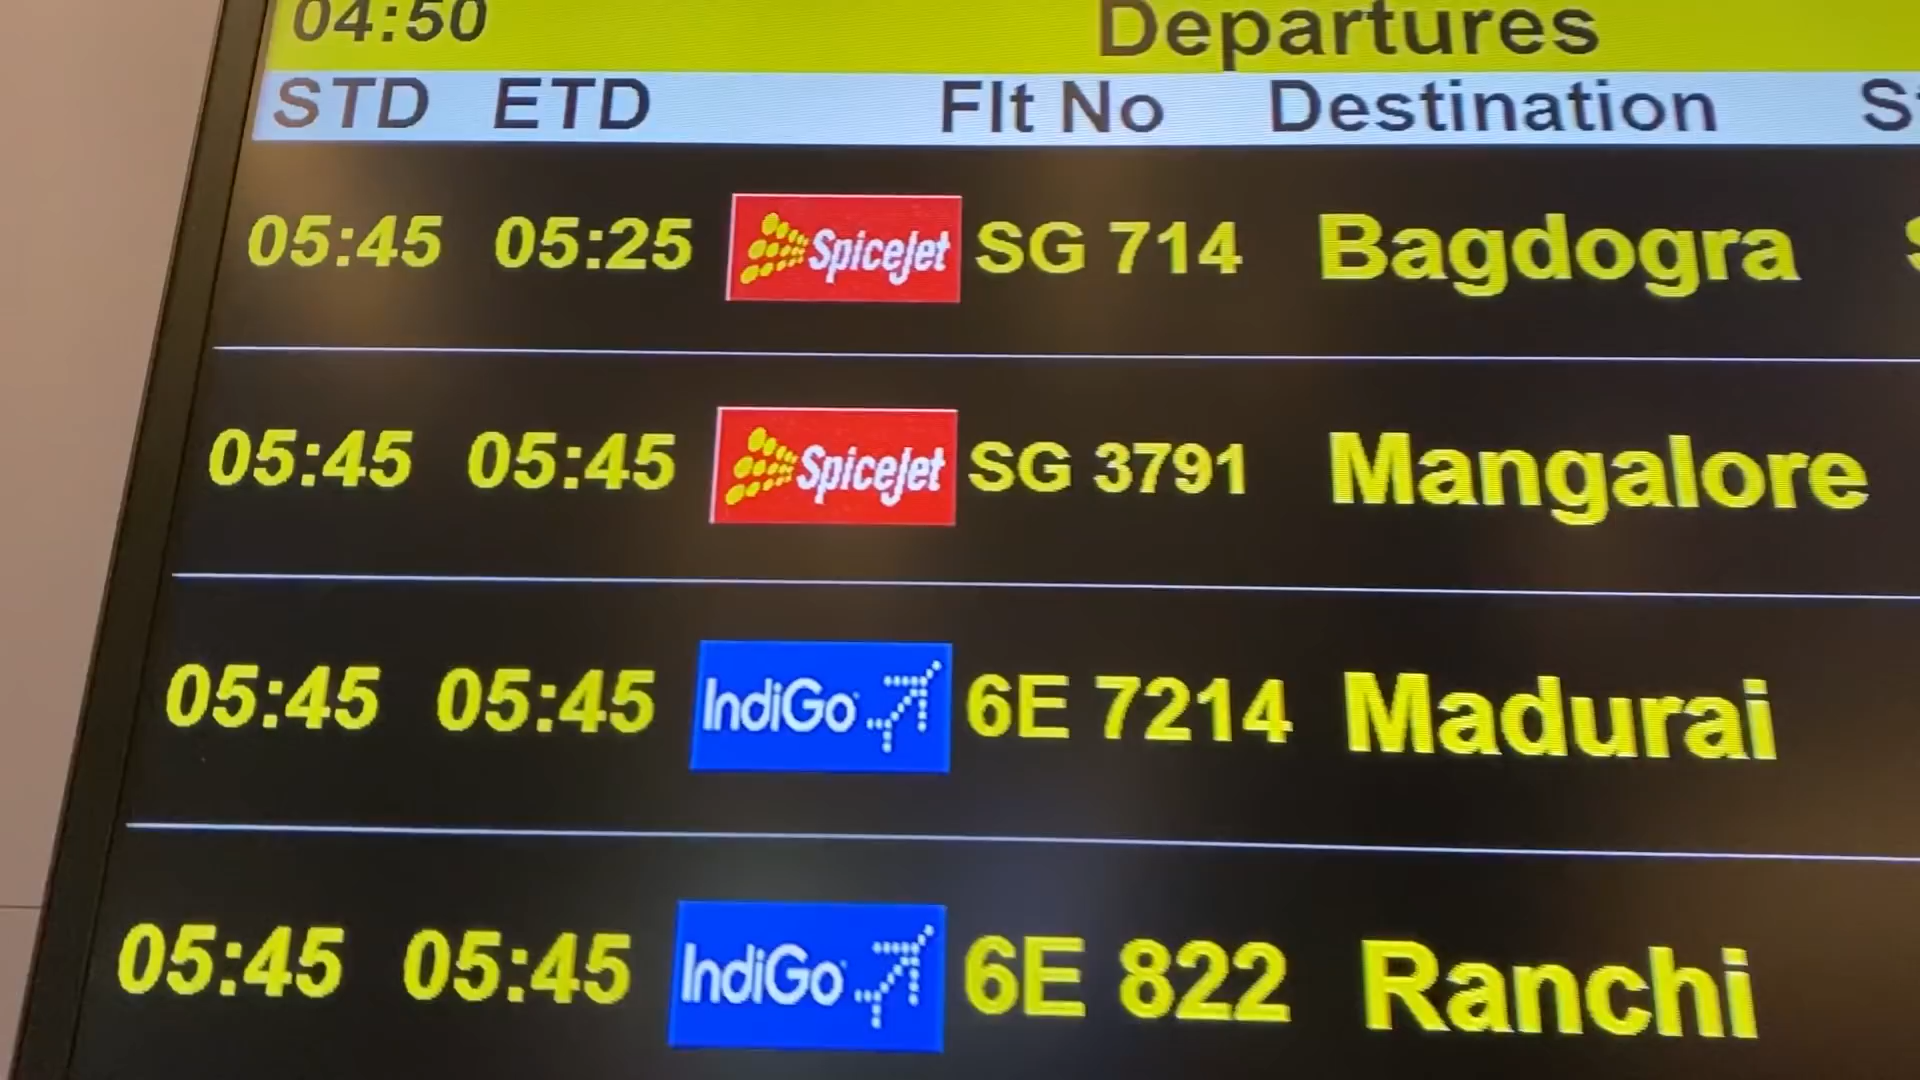 04:50 Departures
STD ETD Flt No Destination
05:45 05:25 SpiceJet SG 714 Bagdogra
05:45 05:45 SpiceJet SG 3791 Mangalore
05:45 05:45 IndiGo 6E 7214 Madurai
05:45 05:45 IndiGo 6E 822 Ranchi